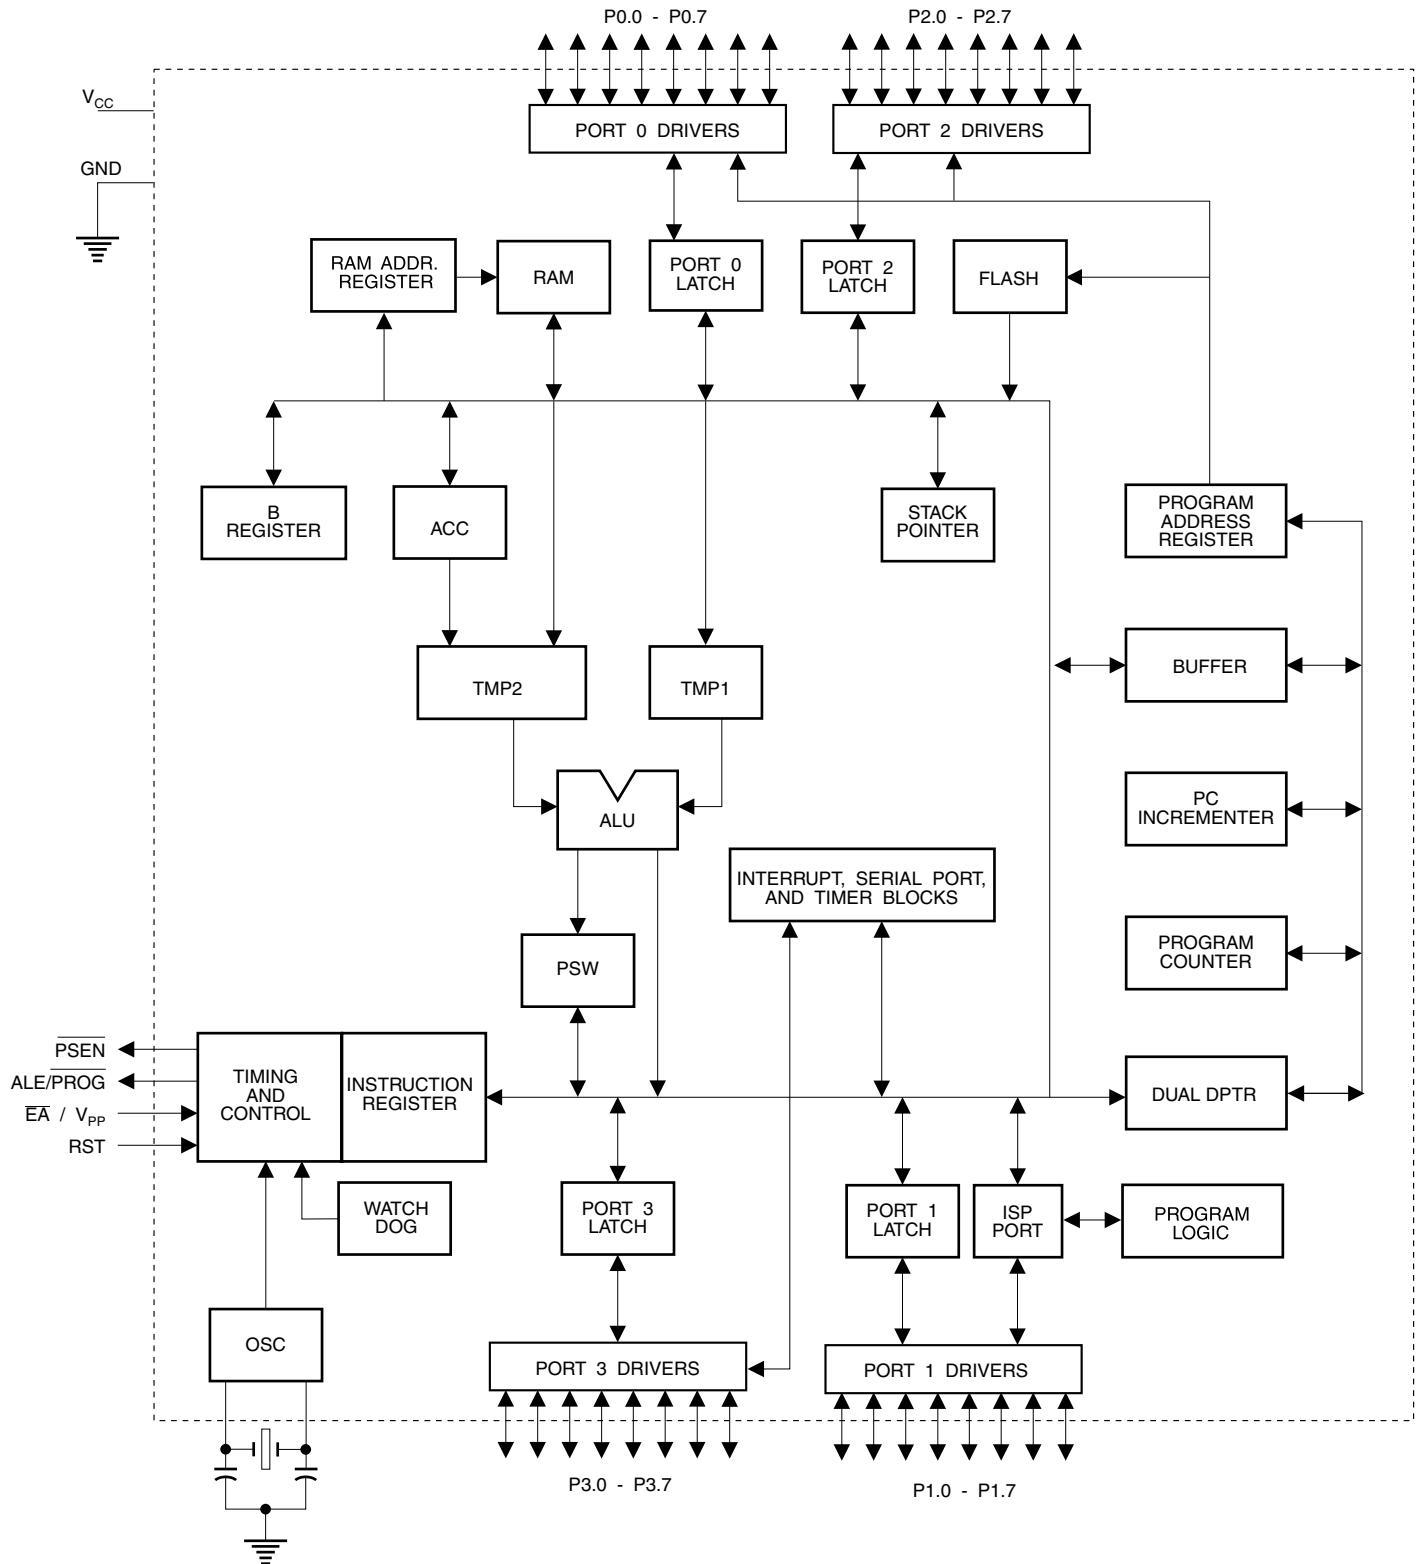 P0.0 - P0.7
P2.0 - P2.7
VCC
GND
PORT 0 DRIVERS
PORT 2 DRIVERS
RAM ADDR.
REGISTER
RAM
PORT 0
LATCH
PORT 2
LATCH
FLASH
B
REGISTER
ACC
STACK
POINTER
PROGRAM
ADDRESS
REGISTER
BUFFER
TMP2
TMP1
PC
INCREMENTER
ALU
INTERRUPT, SERIAL PORT,
AND TIMER BLOCKS
PROGRAM
COUNTER
PSW
PSEN
ALE/PROG
EA / VPP
RST
TIMING
AND
CONTROL
INSTRUCTION
REGISTER
DUAL DPTR
WATCH
DOG
PORT 3
LATCH
PORT 1
LATCH
ISP
PORT
PROGRAM
LOGIC
OSC
PORT 3 DRIVERS
PORT 1 DRIVERS
P3.0 - P3.7
P1.0 - P1.7